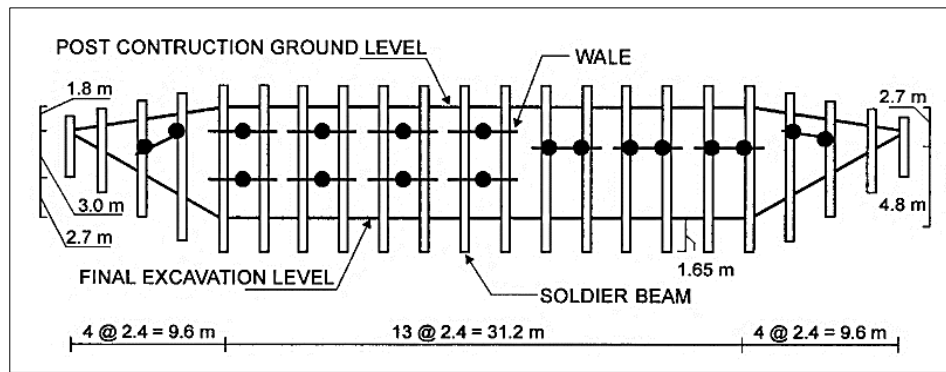 POST CONTRUCTION GROUND LEVEL
WALE
1.8 m
2.7 m
3.0 m
4.8 m
2.7 m
1.65 m
FINAL EXCAVATION LEVEL
SOLDIER BEAM
4 @ 2.4 = 9.6 m
13 @ 2.4 = 31.2 m
4 @ 2.4 = 9.6 m